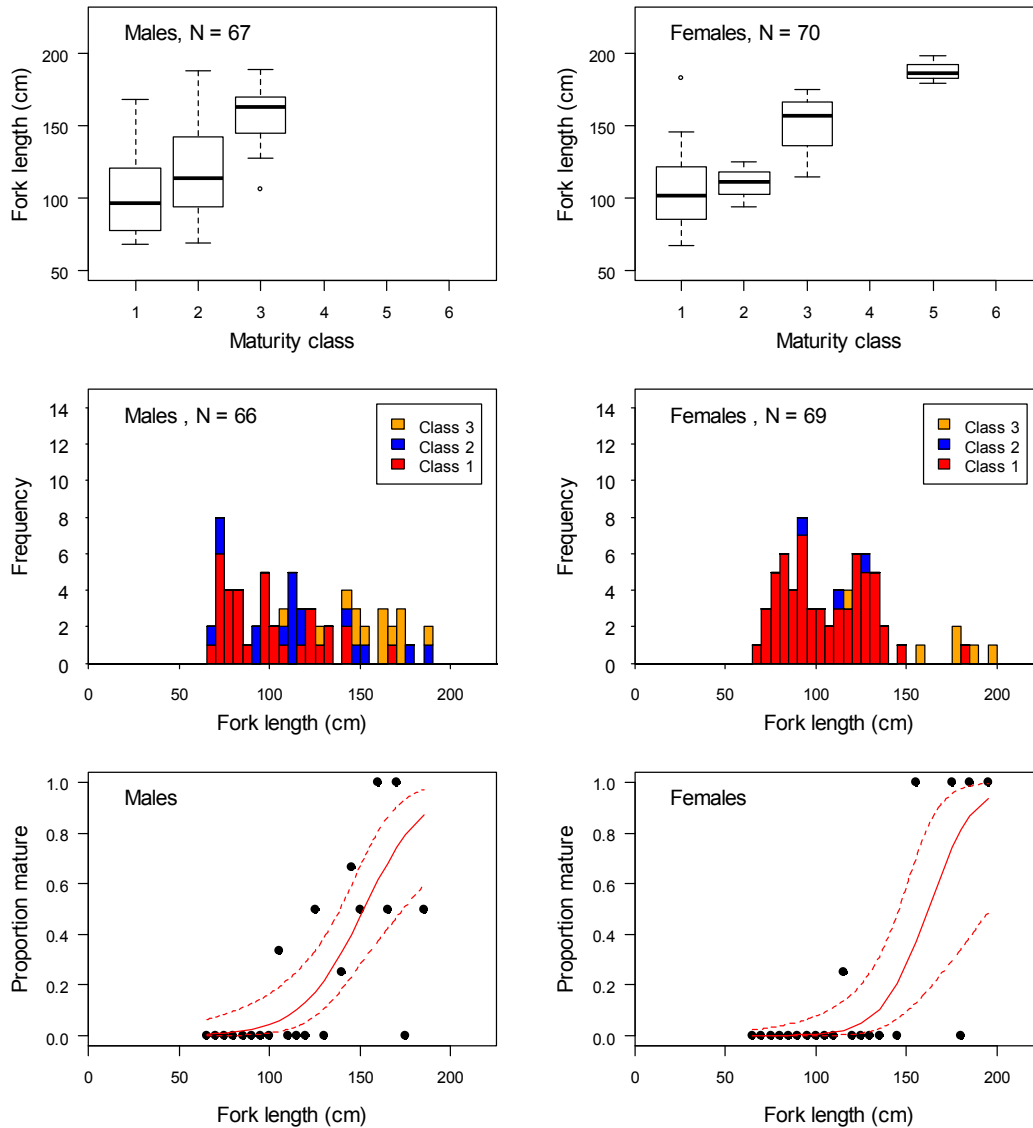 Males, N = 67
Fork length (cm)
200
150
100
50
1 2 3 4 5 6
Maturity class
Females, N = 70
Fork length (cm)
200
150
100
50
1 2 3 4 5 6
Maturity class
Males , N = 66
Class 3
Class 2
Class 1
Frequency
14
12
10
8
6
4
2
0
0 50 100 150 200
Fork length (cm)
Females , N = 69
Class 3
Class 2
Class 1
Frequency
14
12
10
8
6
4
2
0
0 50 100 150 200
Fork length (cm)
Males
Proportion mature
1.0
0.8
0.6
0.4
0.2
0.0
0 50 100 150 200
Fork length (cm)
Females
Proportion mature
1.0
0.8
0.6
0.4
0.2
0.0
0 50 100 150 200
Fork length (cm)